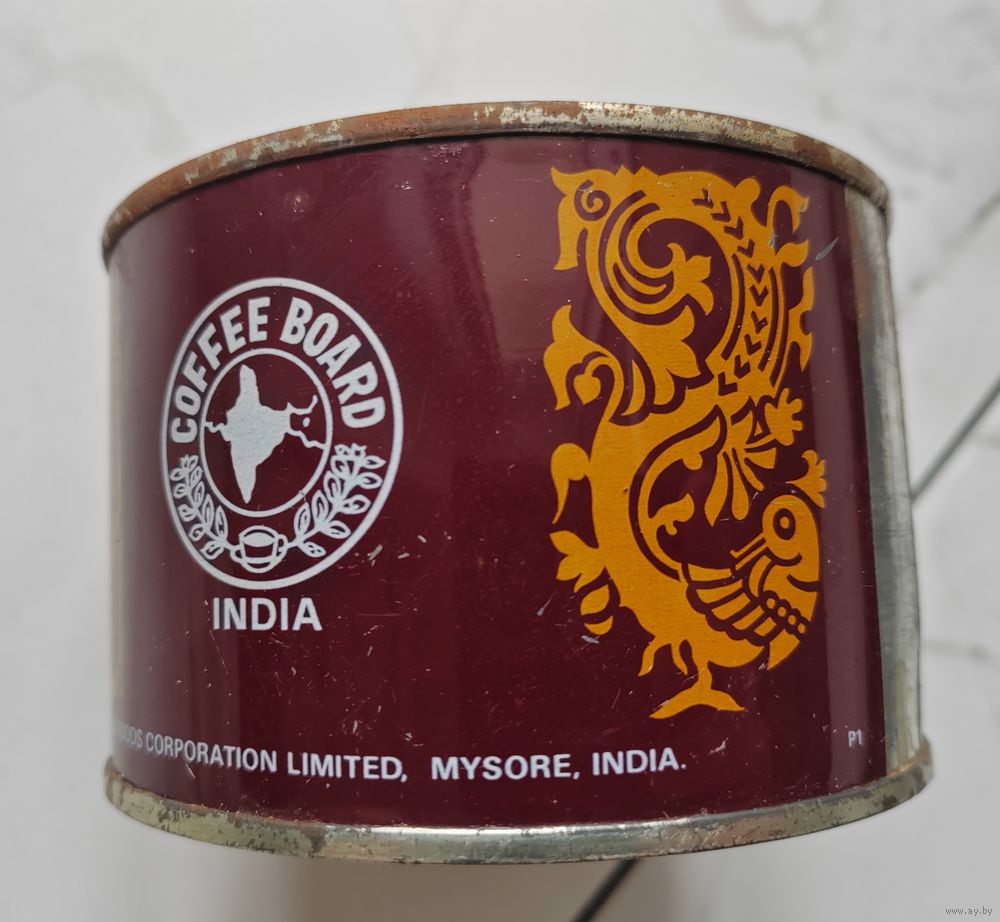 COFFEE BOARD
INDIA
CORPORATION LIMITED, MYSORE, INDIA.
P1
www.ay.by